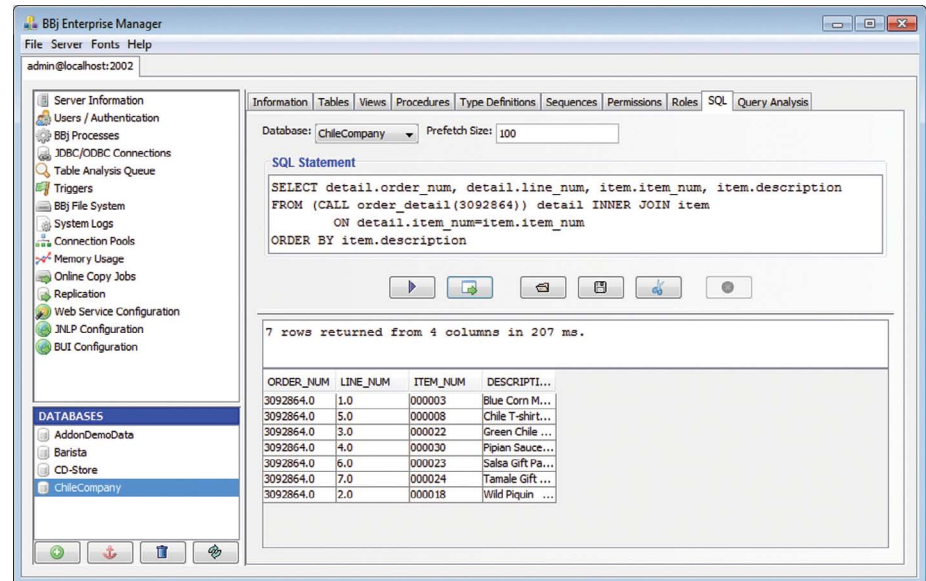 BBj Enterprise Manager
File Server Fonts Help
admin@localhost:2002
Server Information
Users / Authentication
BBj Processes
JDBC/ODBC Connections
Table Analysis Queue
Triggers
BBj File System
System Logs
Connection Pools
Memory Usage
Online Copy Jobs
Replication
Web Service Configuration
JNLP Configuration
BUI Configuration
DATABASES
AddonDemoData
Barista
CD-Store
ChileCompany
Information Tables Views Procedures Type Definitions Sequences Permissions Roles SQL Query Analysis
Database: ChileCompany Prefetch Size: 100
SQL Statement
SELECT detail.order_num, detail.line_num, item.item_num, item.description
FROM (CALL order_detail(3092864)) detail INNER JOIN item
ON detail.item_num=item.item_num
ORDER BY item.description
7 rows returned from 4 columns in 207 ms.
ORDER_NUM LINE_NUM ITEM_NUM DESCRIPTI...
3092864.0 1.0 000003 Blue Corn M...
3092864.0 5.0 000008 Chile T-shirt...
3092864.0 3.0 000022 Green Chile ...
3092864.0 4.0 000030 Pipian Sauce...
3092864.0 6.0 000023 Salsa Gift Pa...
3092864.0 7.0 000024 Tamale Gift ...
3092864.0 2.0 000018 Wild Piquin ...